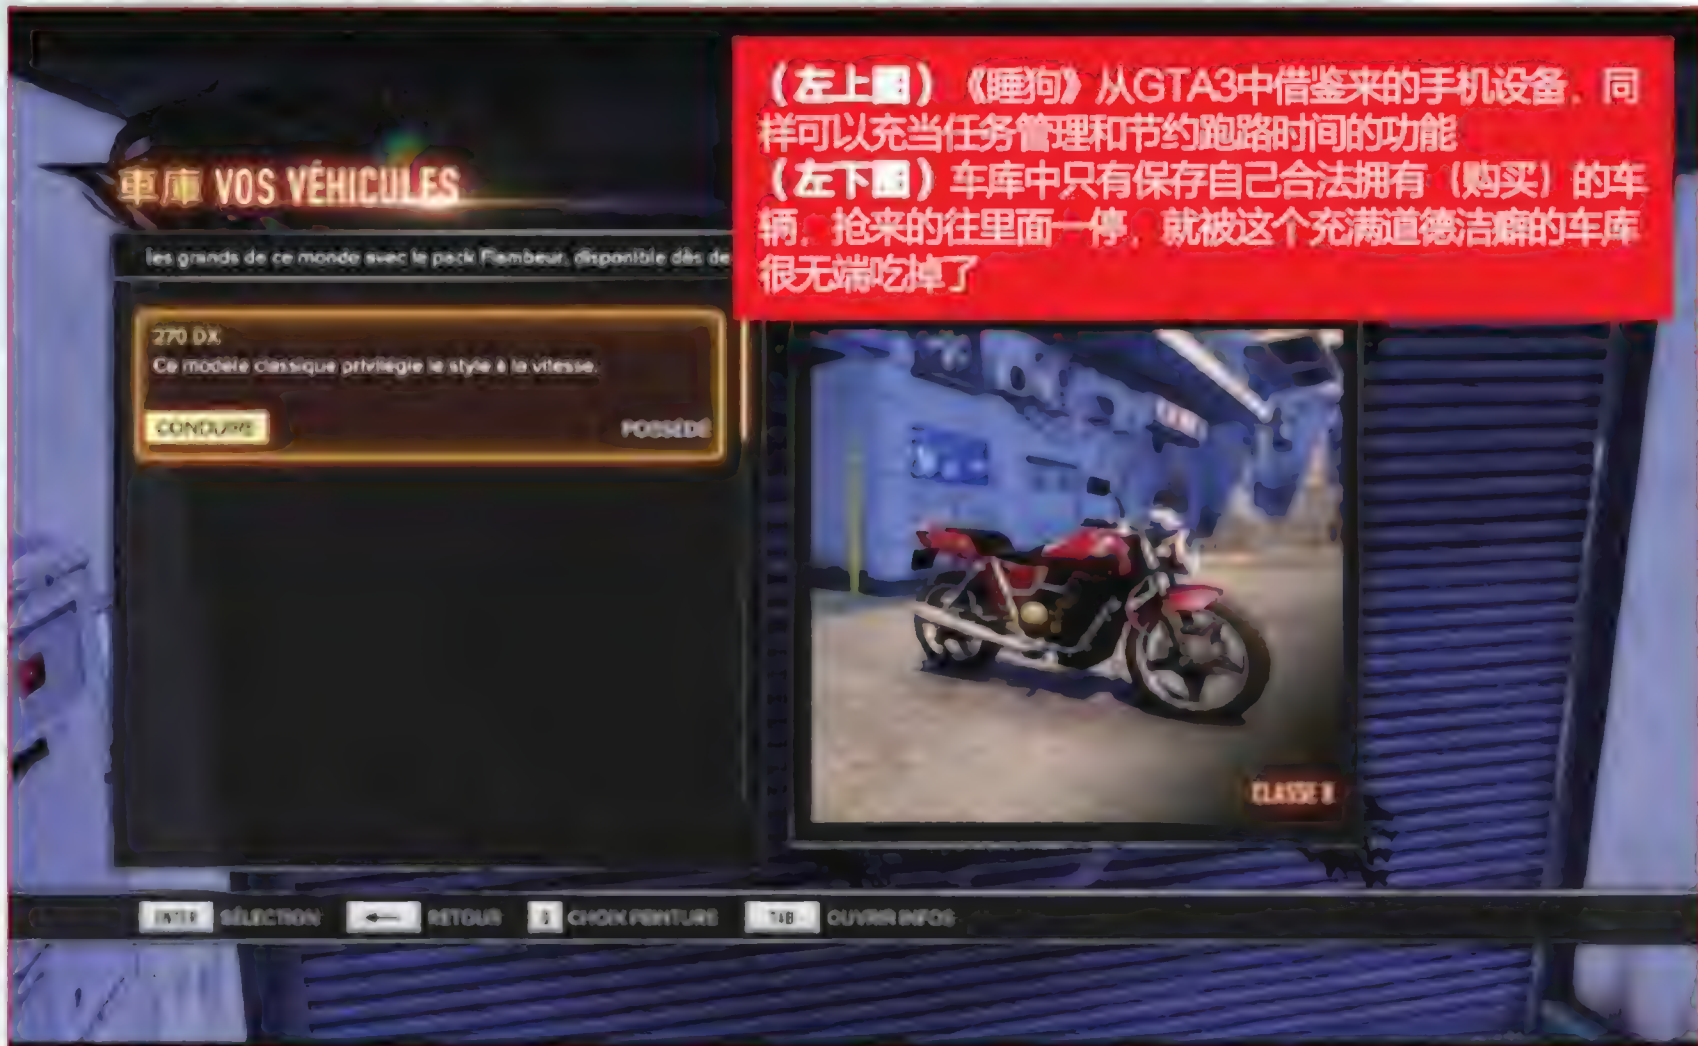 （左上图）《睡狗》从GTA3中借鉴来的手机设备，同
样可以充当任务管理和节约跑路时间的功能
（左下图）车库中只有保存自己合法拥有（购买）的车
辆，抢来的往里面一停，就被这个充满道德洁癖的车库
很无端吃掉了
車庫 VOS VÉHICULES
les grands de ce monde avec le pack Flambeur, disponible dès de
270 DX
Ce modèle classique privilégie le style à la vitesse.
CONDUIRE
POSSÉDÉ
CLASSE B
ENTER SÉLECTION RETOUR CHOIX PEINTURE TAB OUVRIR INFOS